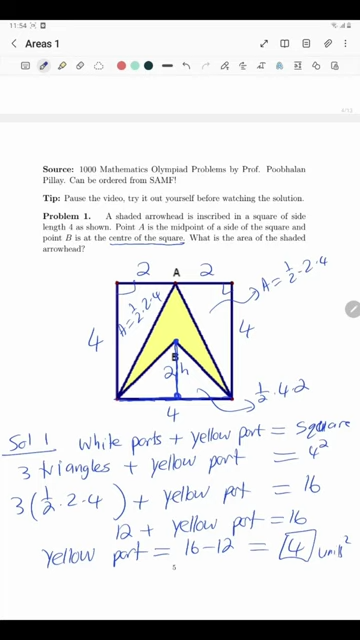 11:54
Areas 1
4/13
Source: 1000 Mathematics Olympiad Problems by Prof. Poobhalan
Pillay. Can be ordered from SAMF!
Tip: Pause the video, try it out yourself before watching the solution.
Problem 1. A shaded arrowhead is inscribed in a square of side
length 4 as shown. Point A is the midpoint of a side of the square and
point B is at the centre of the square. What is the area of the shaded
arrowhead?
2 A 2
A=½·2·4
A=½·2·4
4
4
B
2 h
½·4·2
4
Sol 1 White parts + yellow part = Square
3 triangles + yellow part = 4²
3(½·2·4) + yellow part = 16
12 + yellow part = 16
Yellow part = 16-12 = 4 units²
5